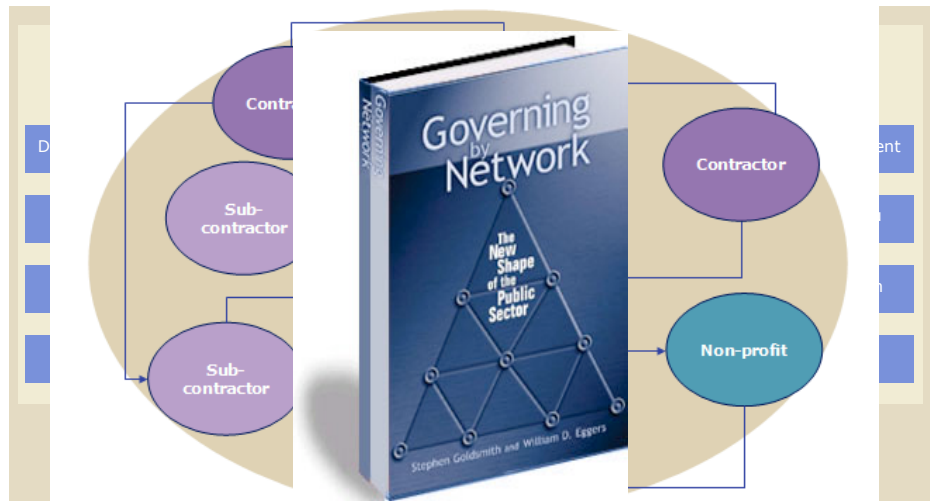 Contra
Sub-
contractor
Sub-
contractor
Governing
by
Network
Governing
by
Network
The
New
Shape
of the
Public
Sector
Stephen Goldsmith and William D. Eggers
Contractor
Non-profit
D
ent